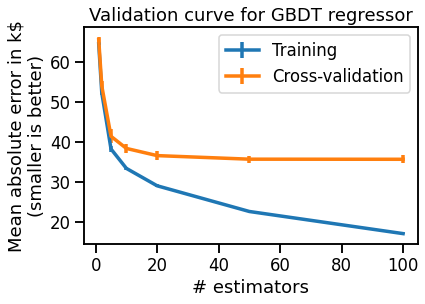 Validation curve for GBDT regressor
Mean absolute error in k$
(smaller is better)
60
50
40
30
20
Training
Cross-validation
0 20 40 60 80 100
# estimators